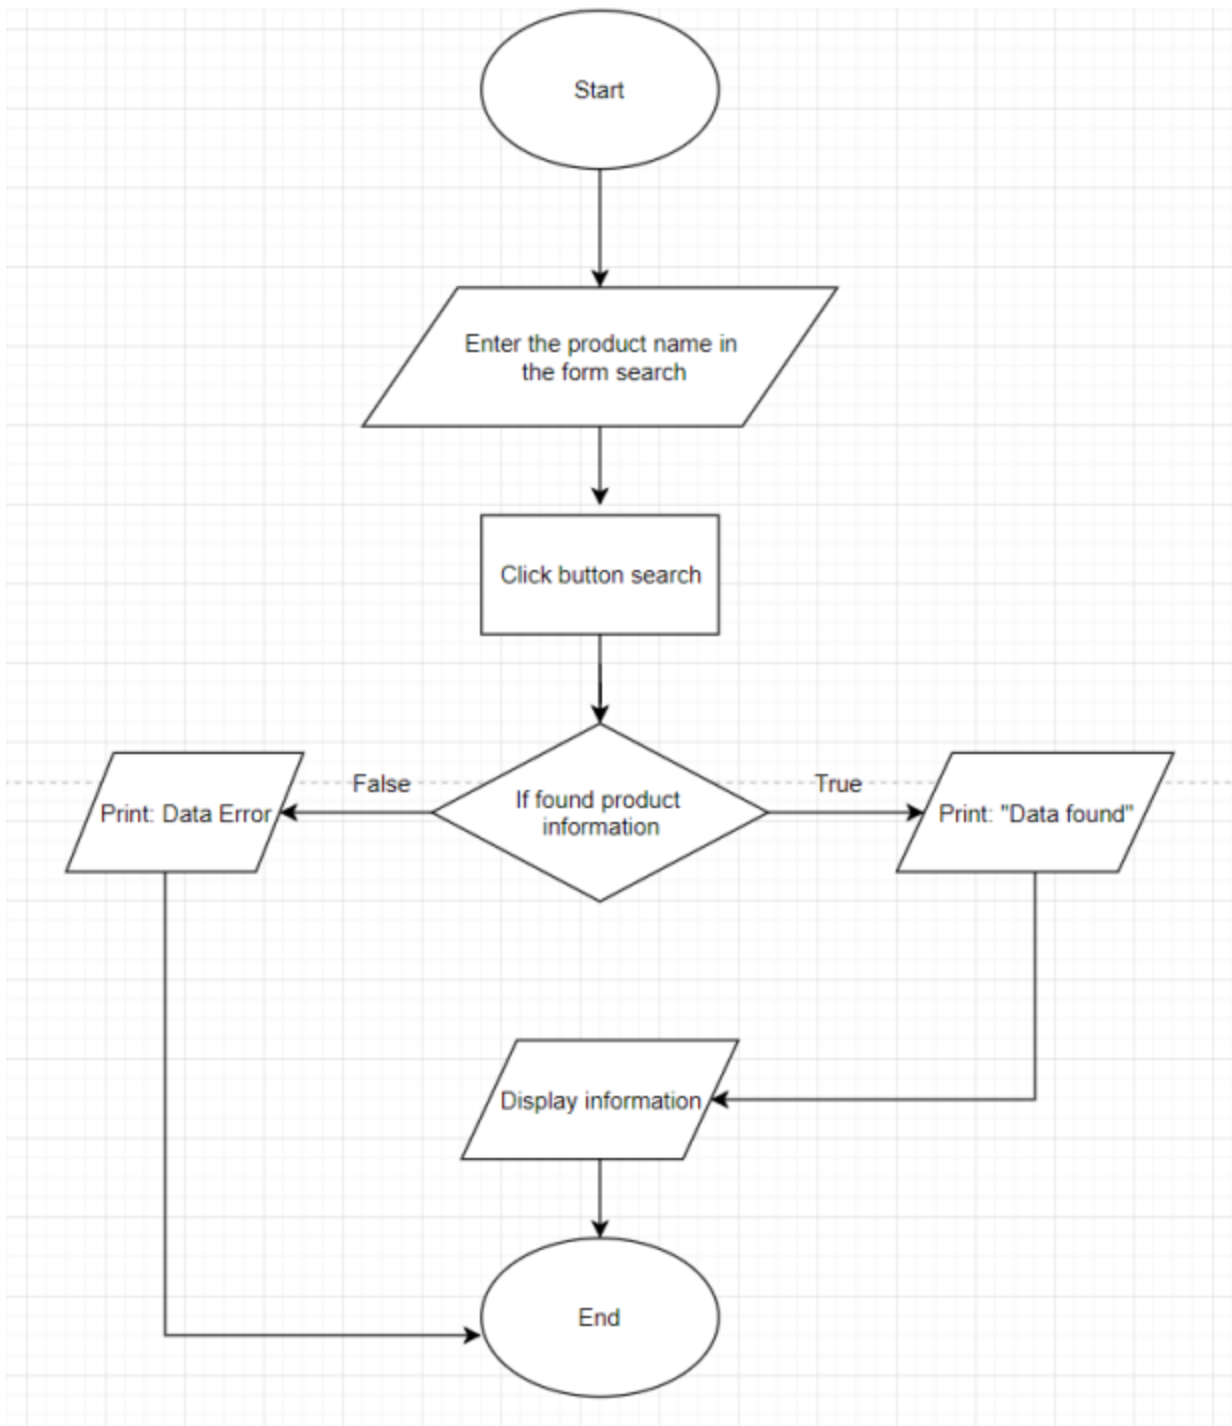 Start
Enter the product name in
the form search
Click button search
If found product
information
False
True
Print: Data Error
Print: "Data found"
Display information
End